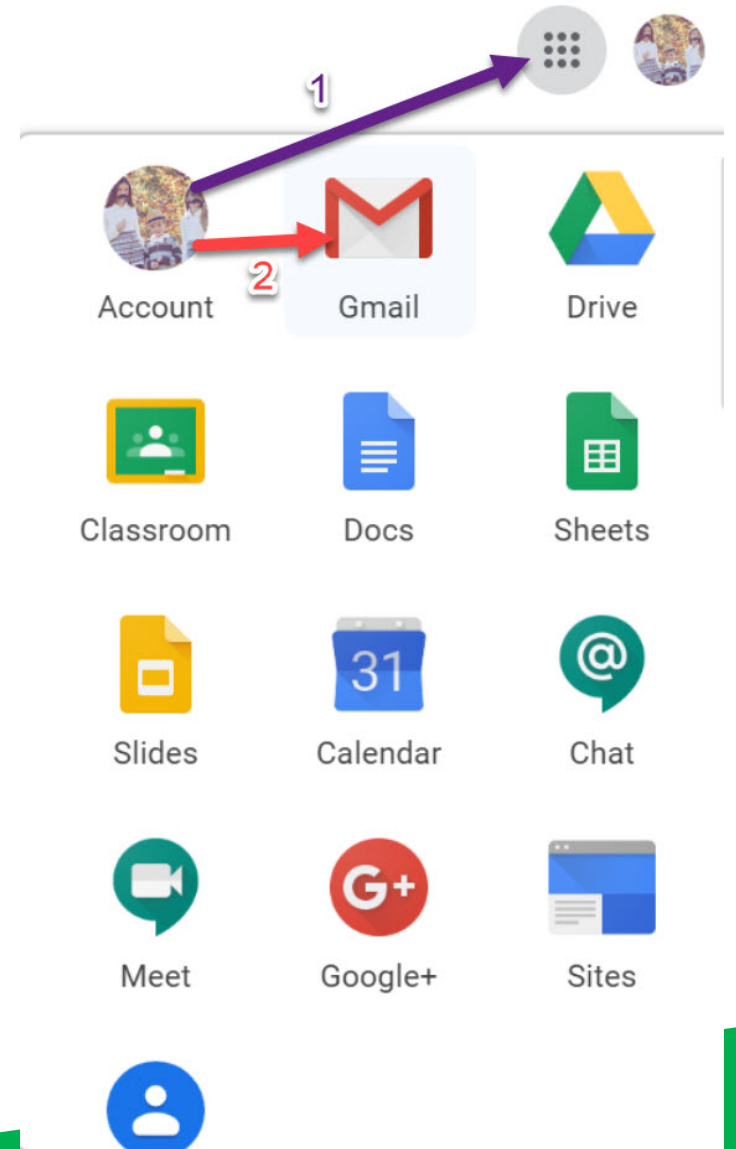 1
2
Account Gmail Drive
Classroom Docs Sheets
31 @
Slides Calendar Chat
G+
Meet Google+ Sites